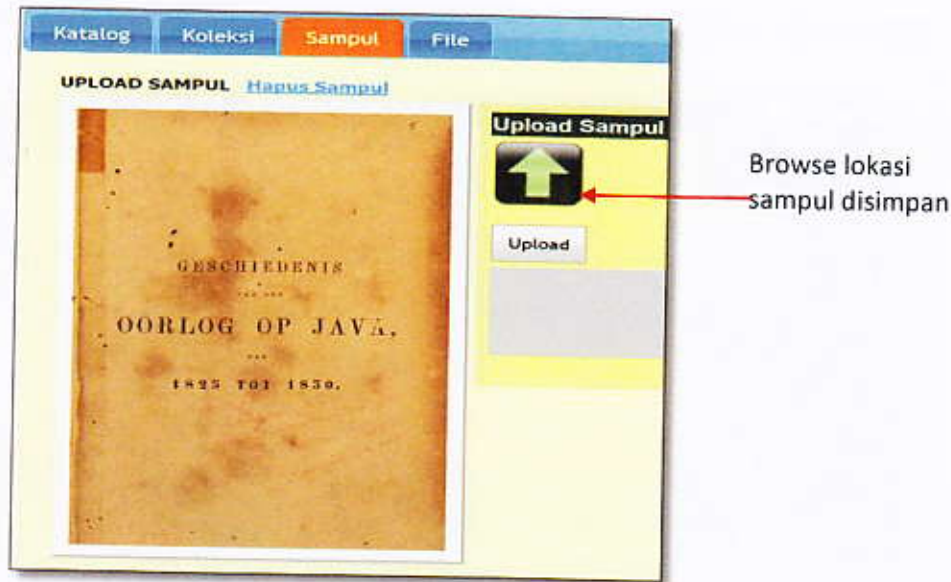 Katalog Koleksi Sampul File
UPLOAD SAMPUL Hapus Sampul
Upload Sampul
Browse lokasi
sampul disimpan
Upload
GESCHIEDENIS
OORLOG OP JAVA,
1825 TOT 1830.